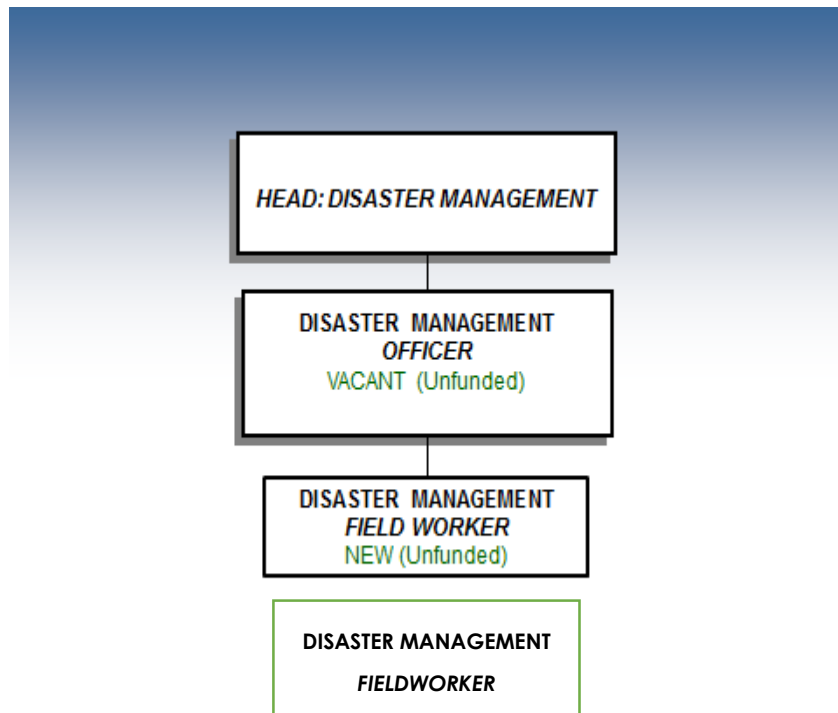 HEAD: DISASTER MANAGEMENT
DISASTER MANAGEMENT
OFFICER
VACANT (Unfunded)
DISASTER MANAGEMENT
FIELD WORKER
NEW (Unfunded)
DISASTER MANAGEMENT
FIELDWORKER